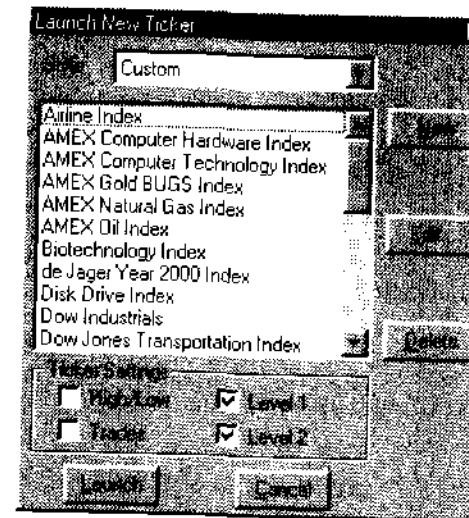 Launch New Ticker
Custom
Airline Index
AMEX Computer Hardware Index
AMEX Computer Technology Index
AMEX Gold BUGS Index
AMEX Natural Gas Index
AMEX Oil Index
Biotechnology Index
de Jager Year 2000 Index
Disk Drive Index
Dow Industrials
Dow Jones Transportation Index
Delete
Ticker Settings
High/Low Level 1
Trades Level 2
Launch Cancel